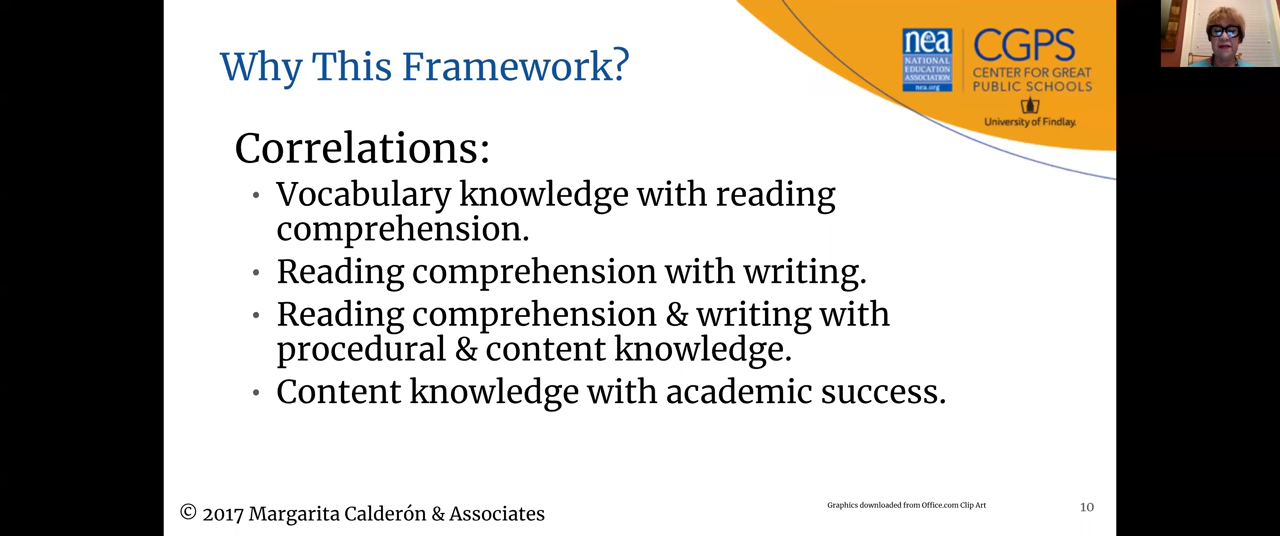 Why This Framework?
nea
NATIONAL
EDUCATION
ASSOCIATION
nea.org
CGPS
CENTER FOR GREAT
PUBLIC SCHOOLS
University of Findlay.
Correlations:
• Vocabulary knowledge with reading
comprehension.
• Reading comprehension with writing.
• Reading comprehension & writing with
procedural & content knowledge.
• Content knowledge with academic success.
© 2017 Margarita Calderón & Associates
Graphics downloaded from Office.com Clip Art
10